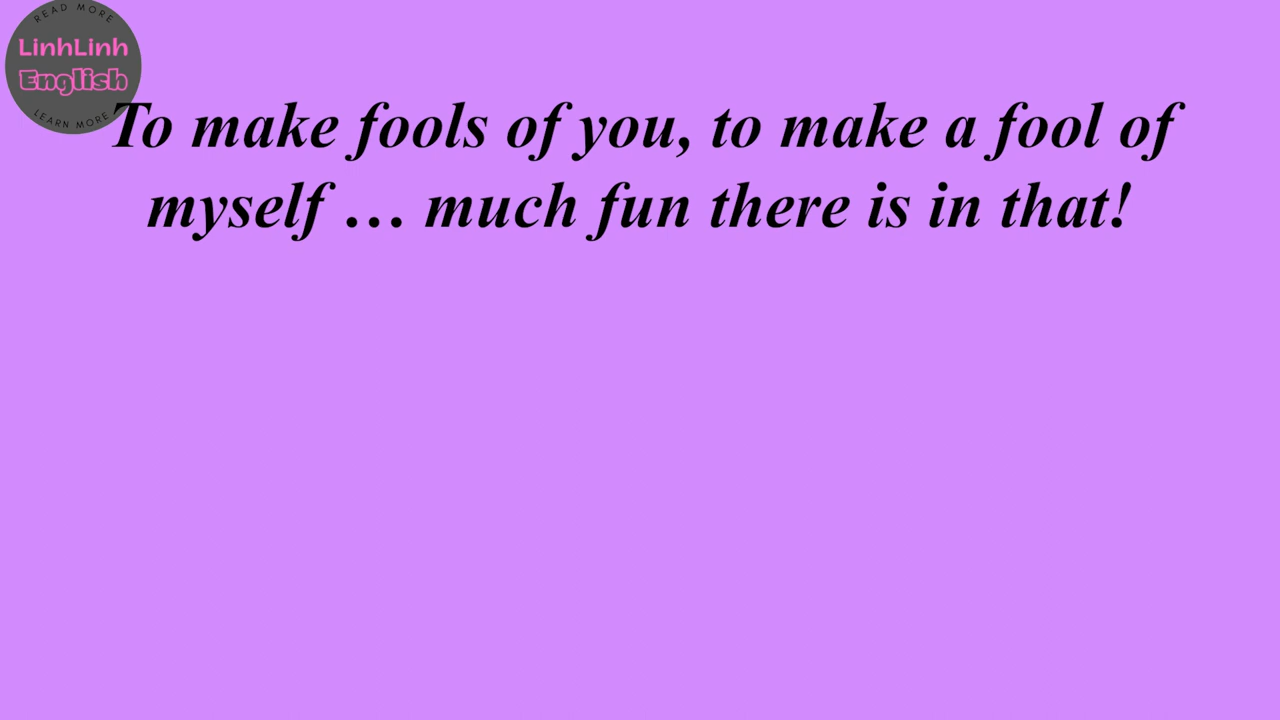 READ MORE
LinhLinh
English
LEARN MORE
To make fools of you, to make a fool of
myself … much fun there is in that!